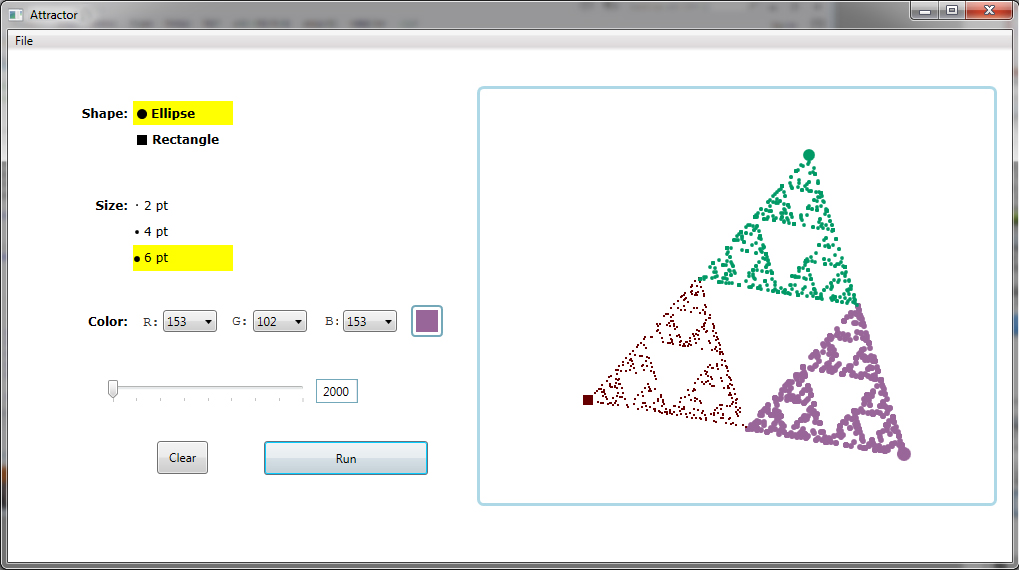 Attractor
File
Shape: Ellipse
Rectangle
Size: 2 pt
4 pt
6 pt
Color: R: 153 G: 102 B: 153
2000
Clear Run